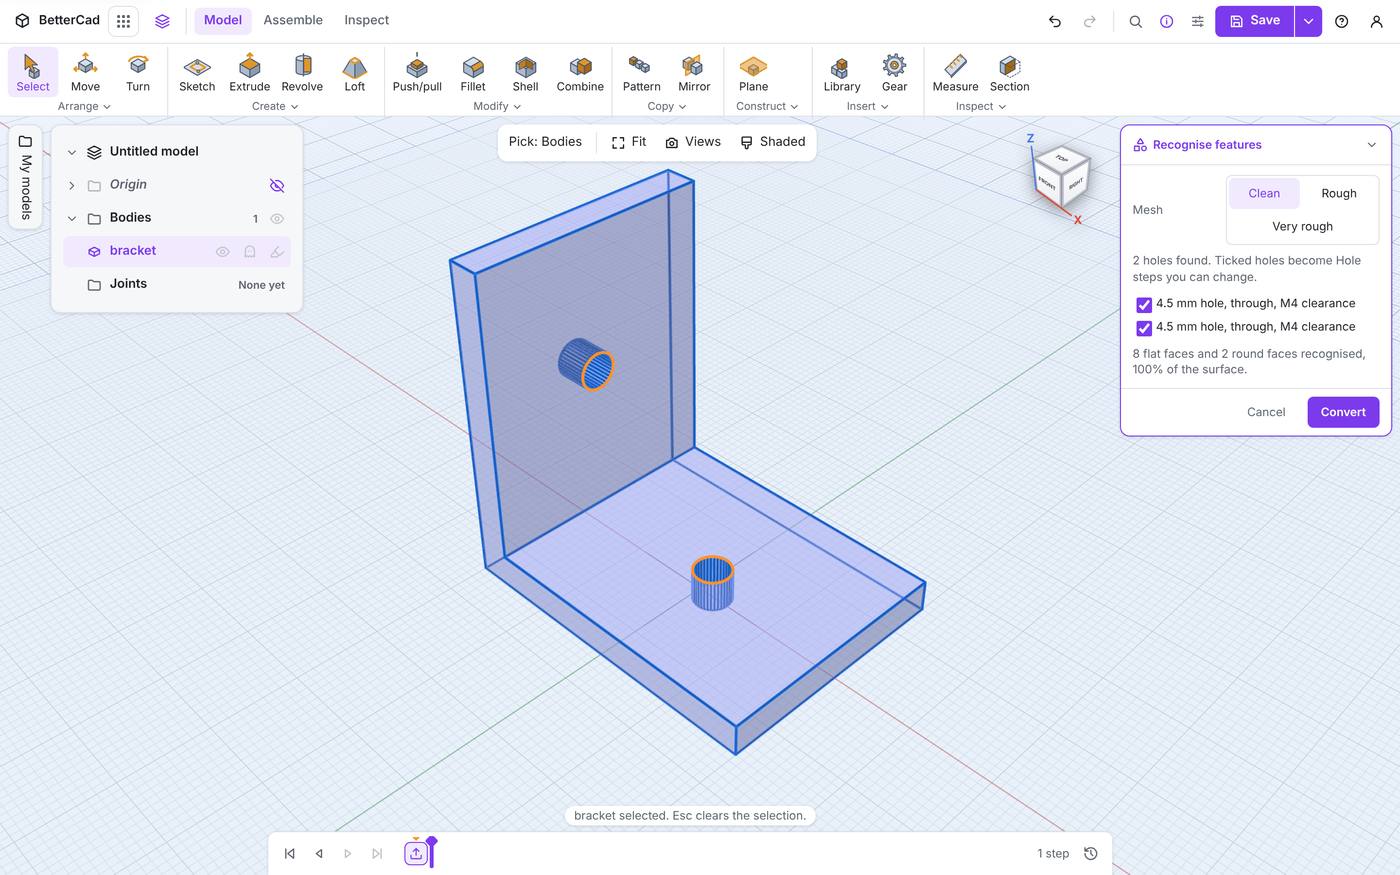 BetterCad
Model
Assemble
Inspect
Save
Select
Move
Turn
Sketch
Extrude
Revolve
Loft
Push/pull
Fillet
Shell
Combine
Pattern
Mirror
Plane
Library
Gear
Measure
Section
Arrange
Create
Modify
Copy
Construct
Insert
Inspect
My models
Untitled model
Origin
Bodies 1
bracket
Joints None yet
Pick: Bodies
Fit
Views
Shaded
Z
TOP
FRONT
RIGHT
X
Recognise features
Mesh
Clean
Rough
Very rough
2 holes found. Ticked holes become Hole
steps you can change.
4.5 mm hole, through, M4 clearance
4.5 mm hole, through, M4 clearance
8 flat faces and 2 round faces recognised,
100% of the surface.
Cancel
Convert
bracket selected. Esc clears the selection.
1 step